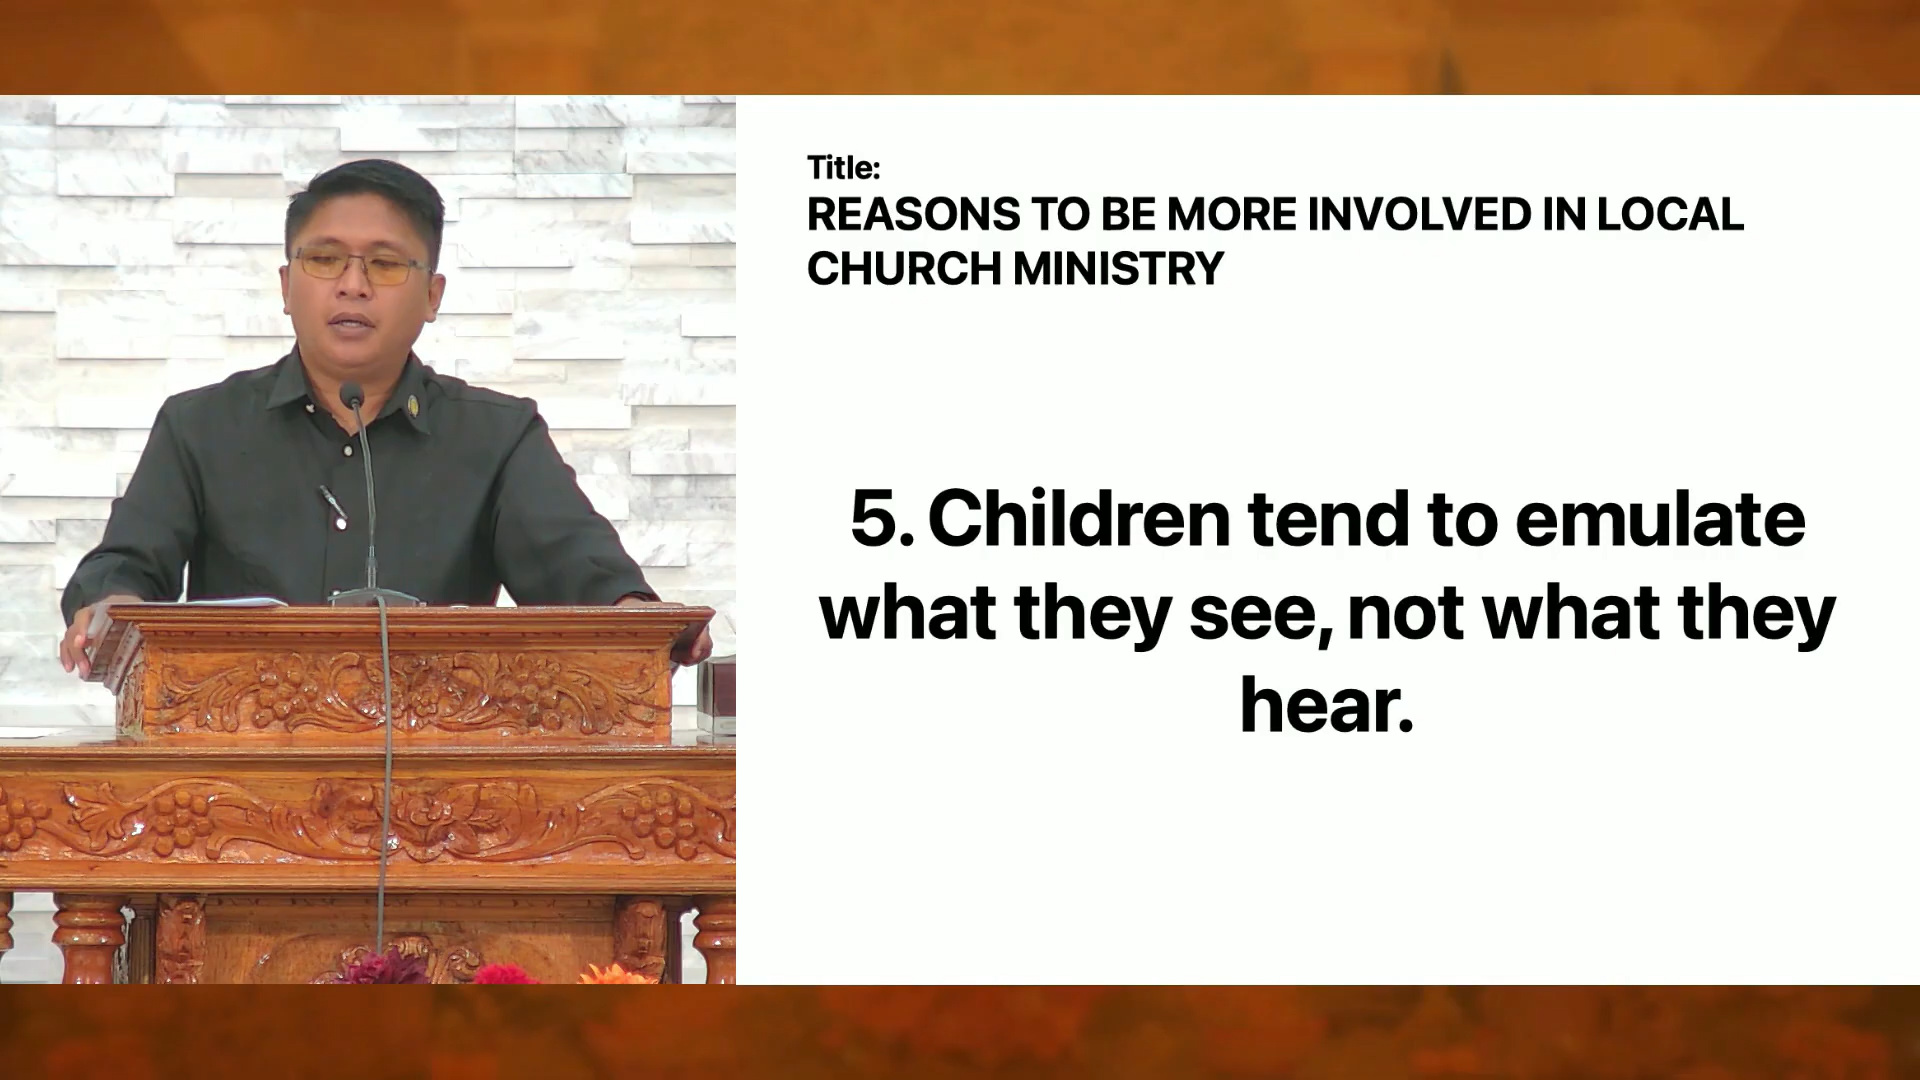 Title:
REASONS TO BE MORE INVOLVED IN LOCAL
CHURCH MINISTRY
5. Children tend to emulate
what they see, not what they
hear.